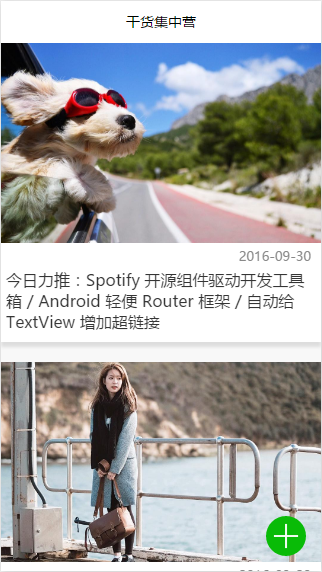 干货集中营
2016-09-30
今日力推：Spotify 开源组件驱动开发工具
箱 / Android 轻便 Router 框架 / 自动给
TextView 增加超链接